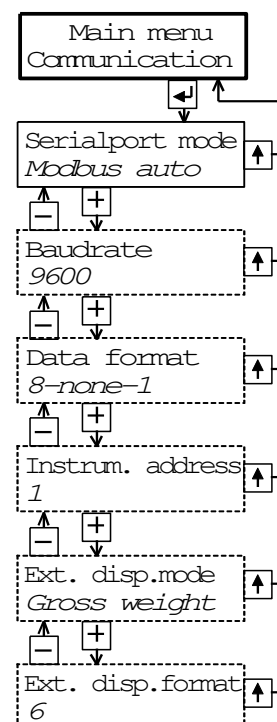 Main menu
Communication
Serialport mode
Modbus auto
− +
Baudrate
9600
− +
Data format
8-none-1
− +
Instrum. address
1
− +
Ext. disp.mode
Gross weight
− +
Ext. disp.format
6